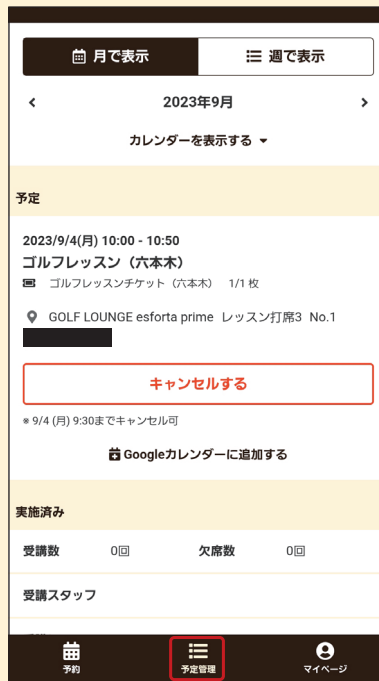 月で表示 週で表示
2023年9月
カレンダーを表示する
予定
2023/9/4(月) 10:00 - 10:50
ゴルフレッスン（六本木）
ゴルフレッスンチケット（六本木） 1/1 枚
GOLF LOUNGE esforta prime レッスン打席3 No.1
キャンセルする
※ 9/4 (月) 9:30までキャンセル可
Googleカレンダーに追加する
実施済み
受講数 0回 欠席数 0回
受講スタッフ
予約 予定管理 マイページ